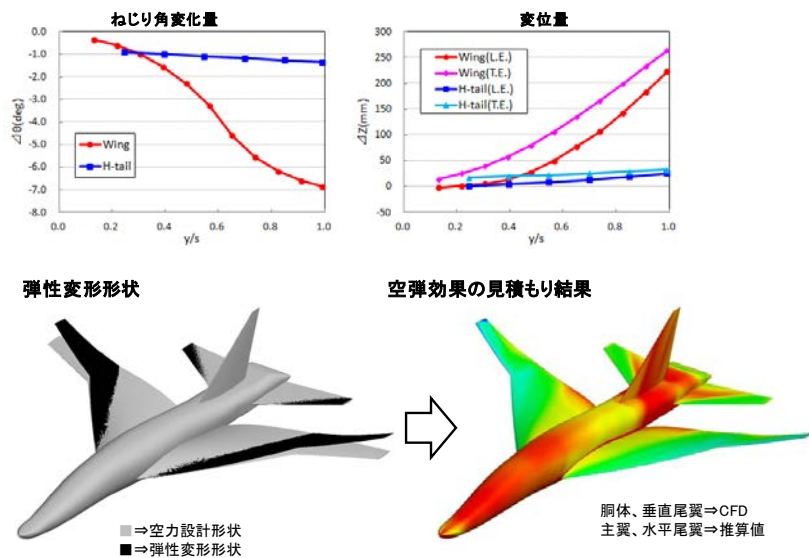 ねじり角変化量
0.0
-1.0
-2.0
-3.0
-4.0
-5.0
-6.0
-7.0
-8.0
⊿θ(deg)
Wing
H-tail
0.0 0.2 0.4 0.6 0.8 1.0
y/s
変位量
300
250
200
150
100
50
0
-50
⊿Z(mm)
Wing(L.E.)
Wing(T.E.)
H-tail(L.E.)
H-tail(T.E.)
0.0 0.2 0.4 0.6 0.8 1.0
y/s
弾性変形形状
■⇒空力設計形状
■⇒弾性変形形状
空弾効果の見積もり結果
胴体、垂直尾翼⇒CFD
主翼、水平尾翼⇒推算値